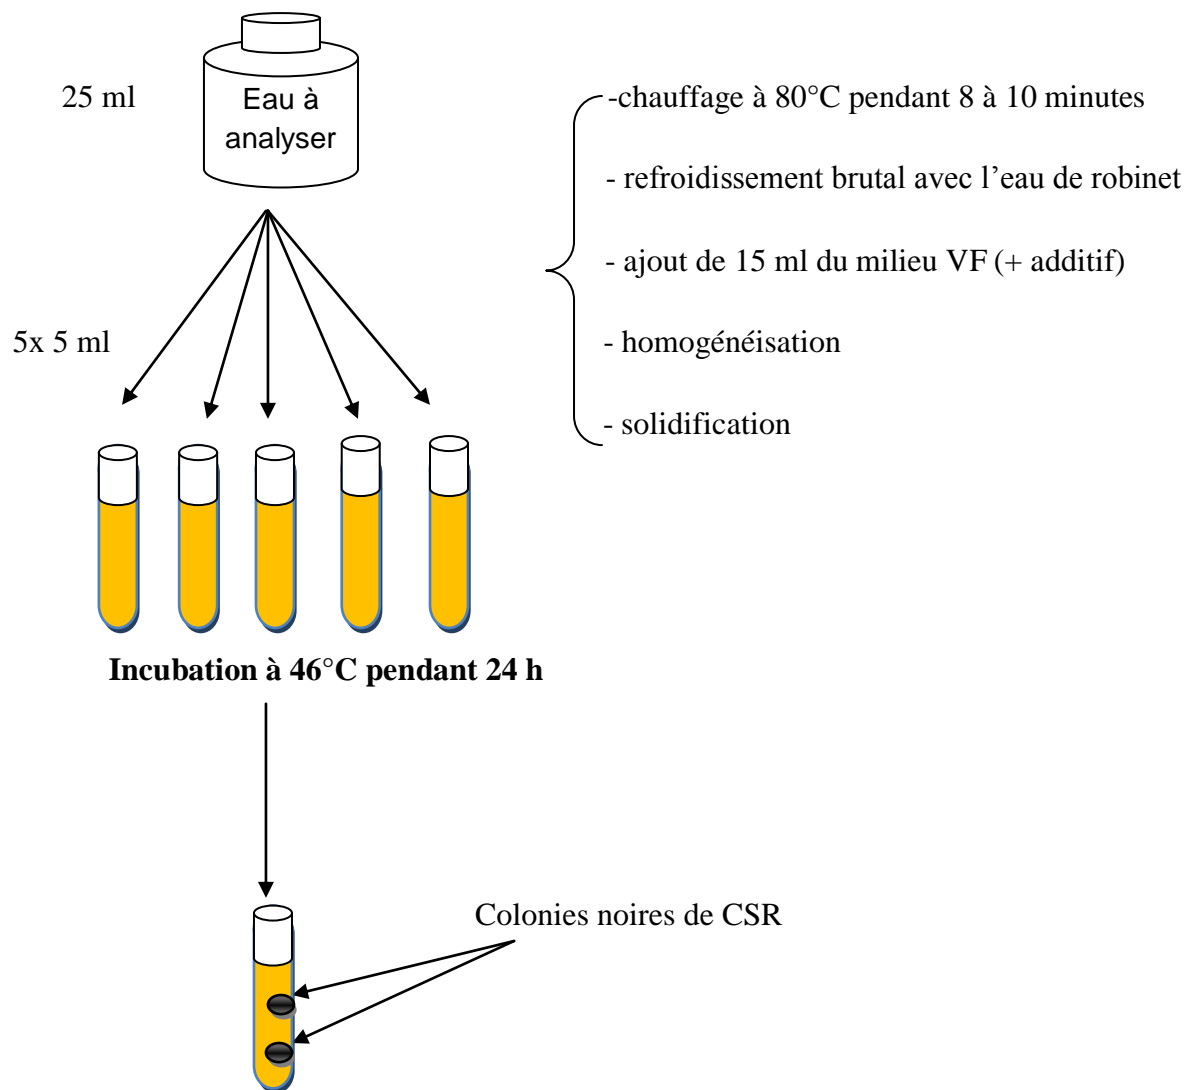 25 ml
Eau à
analyser
-chauffage à 80°C pendant 8 à 10 minutes
- refroidissement brutal avec l’eau de robinet
- ajout de 15 ml du milieu VF (+ additif)
5x 5 ml
- homogénéisation
- solidification
Incubation à 46°C pendant 24 h
Colonies noires de CSR